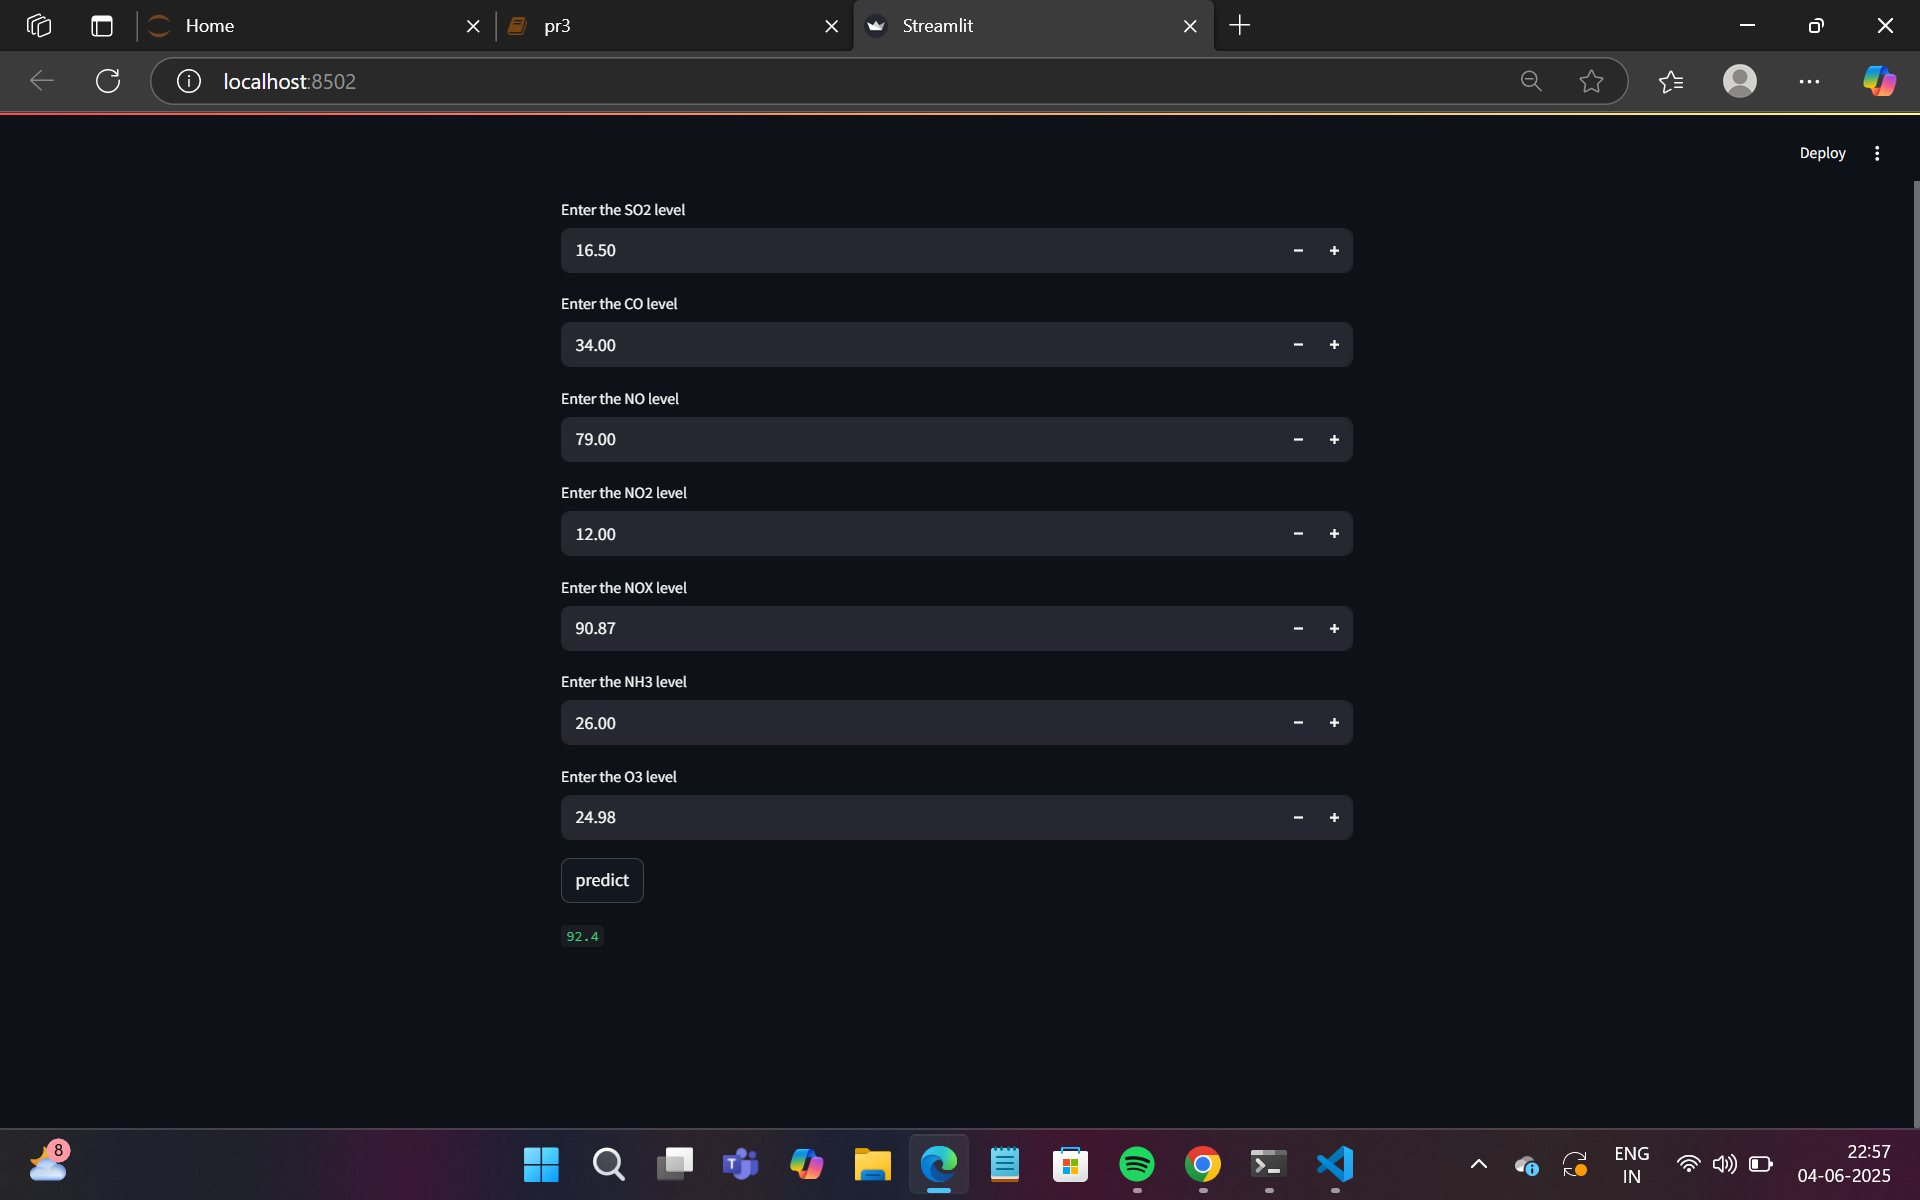 Home
pr3
Streamlit
localhost:8502
Deploy
Enter the SO2 level
16.50
Enter the CO level
34.00
Enter the NO level
79.00
Enter the NO2 level
12.00
Enter the NOX level
90.87
Enter the NH3 level
26.00
Enter the O3 level
24.98
predict
92.4
8
ENG
IN
22:57
04-06-2025